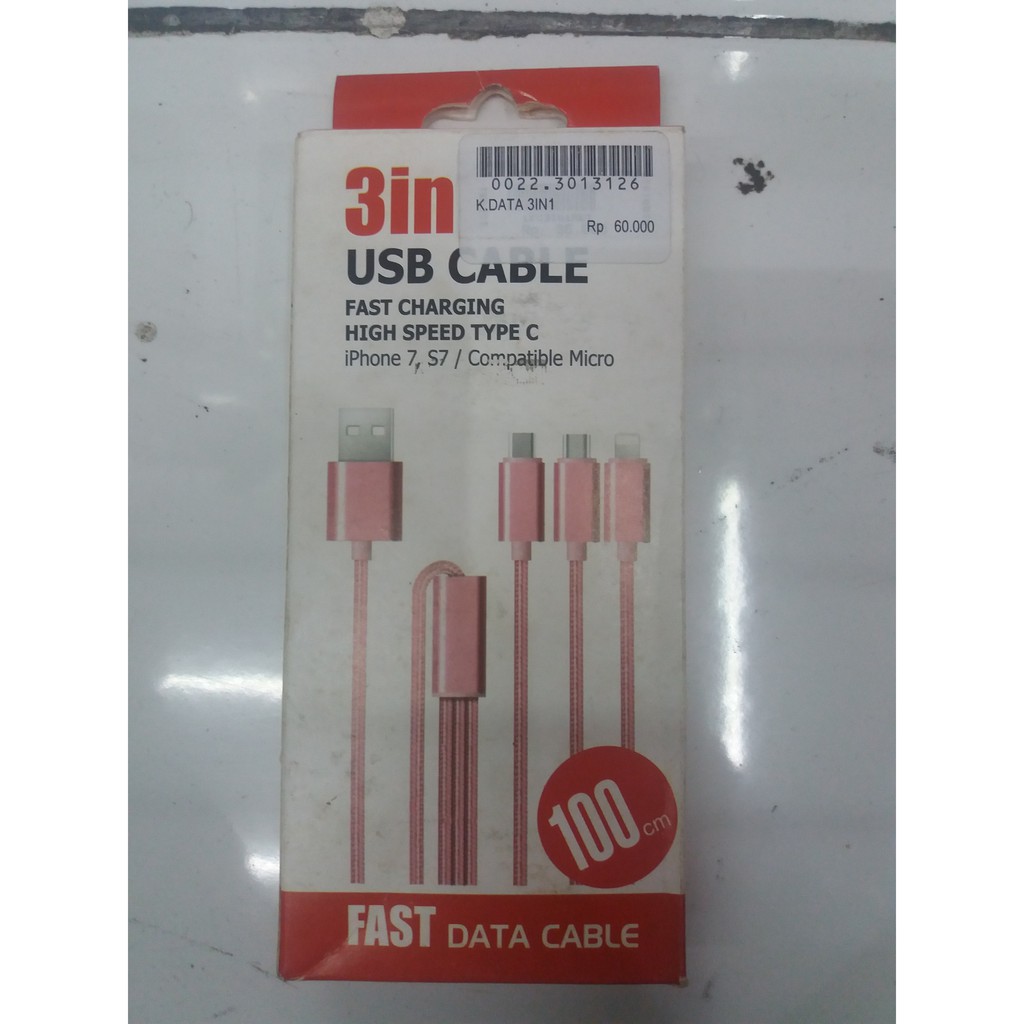 0022.3013126
K.DATA 3IN1
Rp 60.000
3in
USB CABLE
FAST CHARGING
HIGH SPEED TYPE C
iPhone 7, S7 / Compatible Micro
100 cm
FAST DATA CABLE